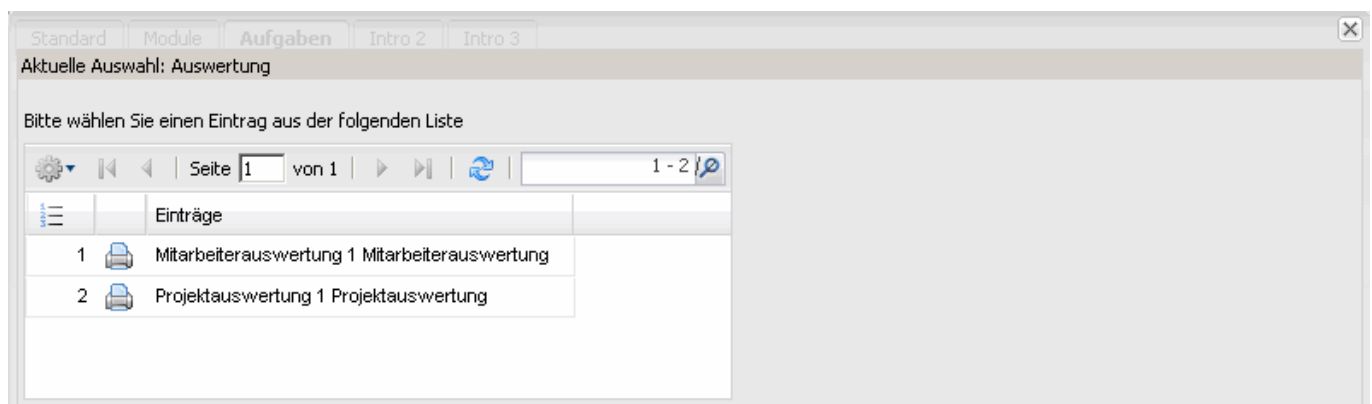 Standard Module Aufgaben Intro 2 Intro 3
Aktuelle Auswahl: Auswertung
Bitte wählen Sie einen Eintrag aus der folgenden Liste
Seite 1 von 1 1 - 2 /
Einträge
1 Mitarbeiterauswertung 1 Mitarbeiterauswertung
2 Projektauswertung 1 Projektauswertung